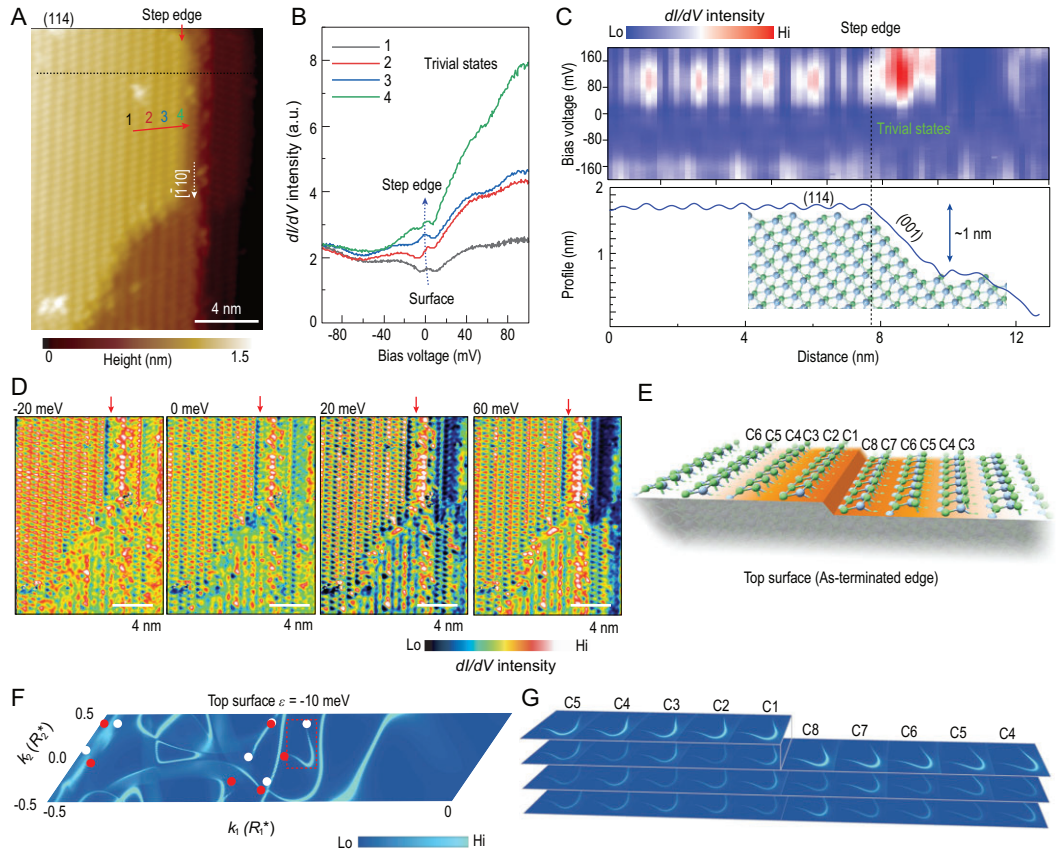 A
(114)
1
2
3
4
[1̄10]
4 nm
0
Height (nm)
1.5
B
1
2
3
4
Trivial states
Step edge
Surface
8
6
4
2
0
dI/dV intensity (a.u.)
-80
-40
0
40
80
Bias voltage (mV)
C
dI/dV intensity
Lo
Hi
Step edge
160
80
0
-80
-160
Bias voltage (mV)
Trivial states
2
1
0
Profile (nm)
(114)
(001)
~1 nm
0
2
4
6
8
10
12
Distance (nm)
D
-20 meV
0 meV
20 meV
60 meV
4 nm
4 nm
4 nm
4 nm
Lo
Hi
dI/dV intensity
E
C6 C5 C4 C3 C2 C1
C8 C7 C6 C5 C4 C3
Top surface (As-terminated edge)
F
Top surface ε = -10 meV
0.5
0.0
-0.5
k₂ (R₂*)
-0.5
0
k₁ (R₁*)
Lo
Hi
G
C5 C4 C3 C2 C1
C8 C7 C6 C5 C4